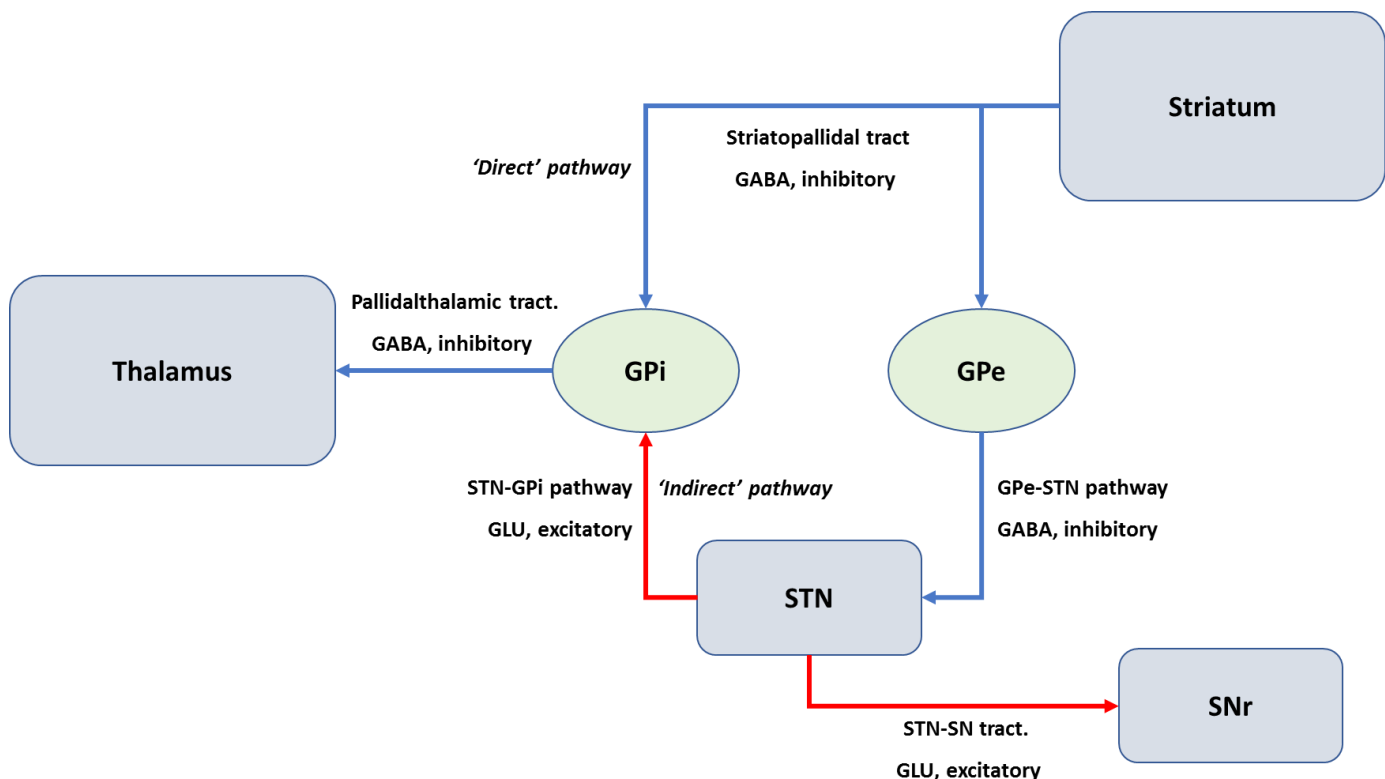 Striatum
Striatopallidal tract
GABA, inhibitory
‘Direct’ pathway
Pallidalthalamic tract.
GABA, inhibitory
Thalamus
GPi
GPe
STN-GPi pathway
GLU, excitatory
‘Indirect’ pathway
GPe-STN pathway
GABA, inhibitory
STN
SNr
STN-SN tract.
GLU, excitatory